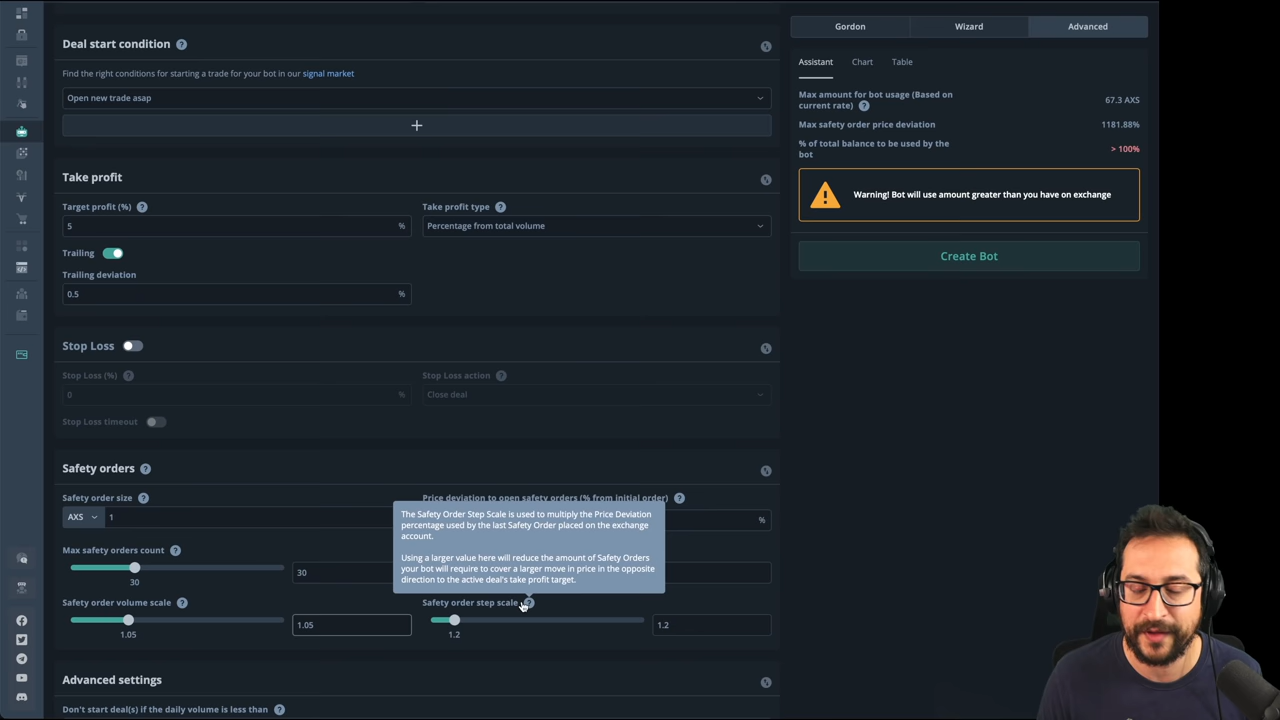 Gordon
Wizard
Advanced
Deal start condition
Find the right conditions for starting a trade for your bot in our signal market
Open new trade asap
+
Assistant
Chart
Table
Max amount for bot usage (Based on
current rate)
67.3 AXS
Max safety order price deviation
1181.88%
% of total balance to be used by the
bot
> 100%
Warning! Bot will use amount greater than you have on exchange
Create Bot
Take profit
Target profit (%)
Take profit type
5
%
Percentage from total volume
Trailing
Trailing deviation
0.5
%
Stop Loss
Stop Loss (%)
Stop Loss action
0
%
Close deal
Stop Loss timeout
Safety orders
Safety order size
Price deviation to open safety orders (% from initial order)
AXS
1
%
The Safety Order Step Scale is used to multiply the Price Deviation
percentage used by the last Safety Order placed on the exchange
account.
Using a larger value here will reduce the amount of Safety Orders
your bot will require to cover a larger move in price in the opposite
direction to the active deal's take profit target.
Max safety orders count
30
30
Safety order volume scale
Safety order step scale
1.05
1.05
1.2
1.2
Advanced settings
Don't start deal(s) if the daily volume is less than